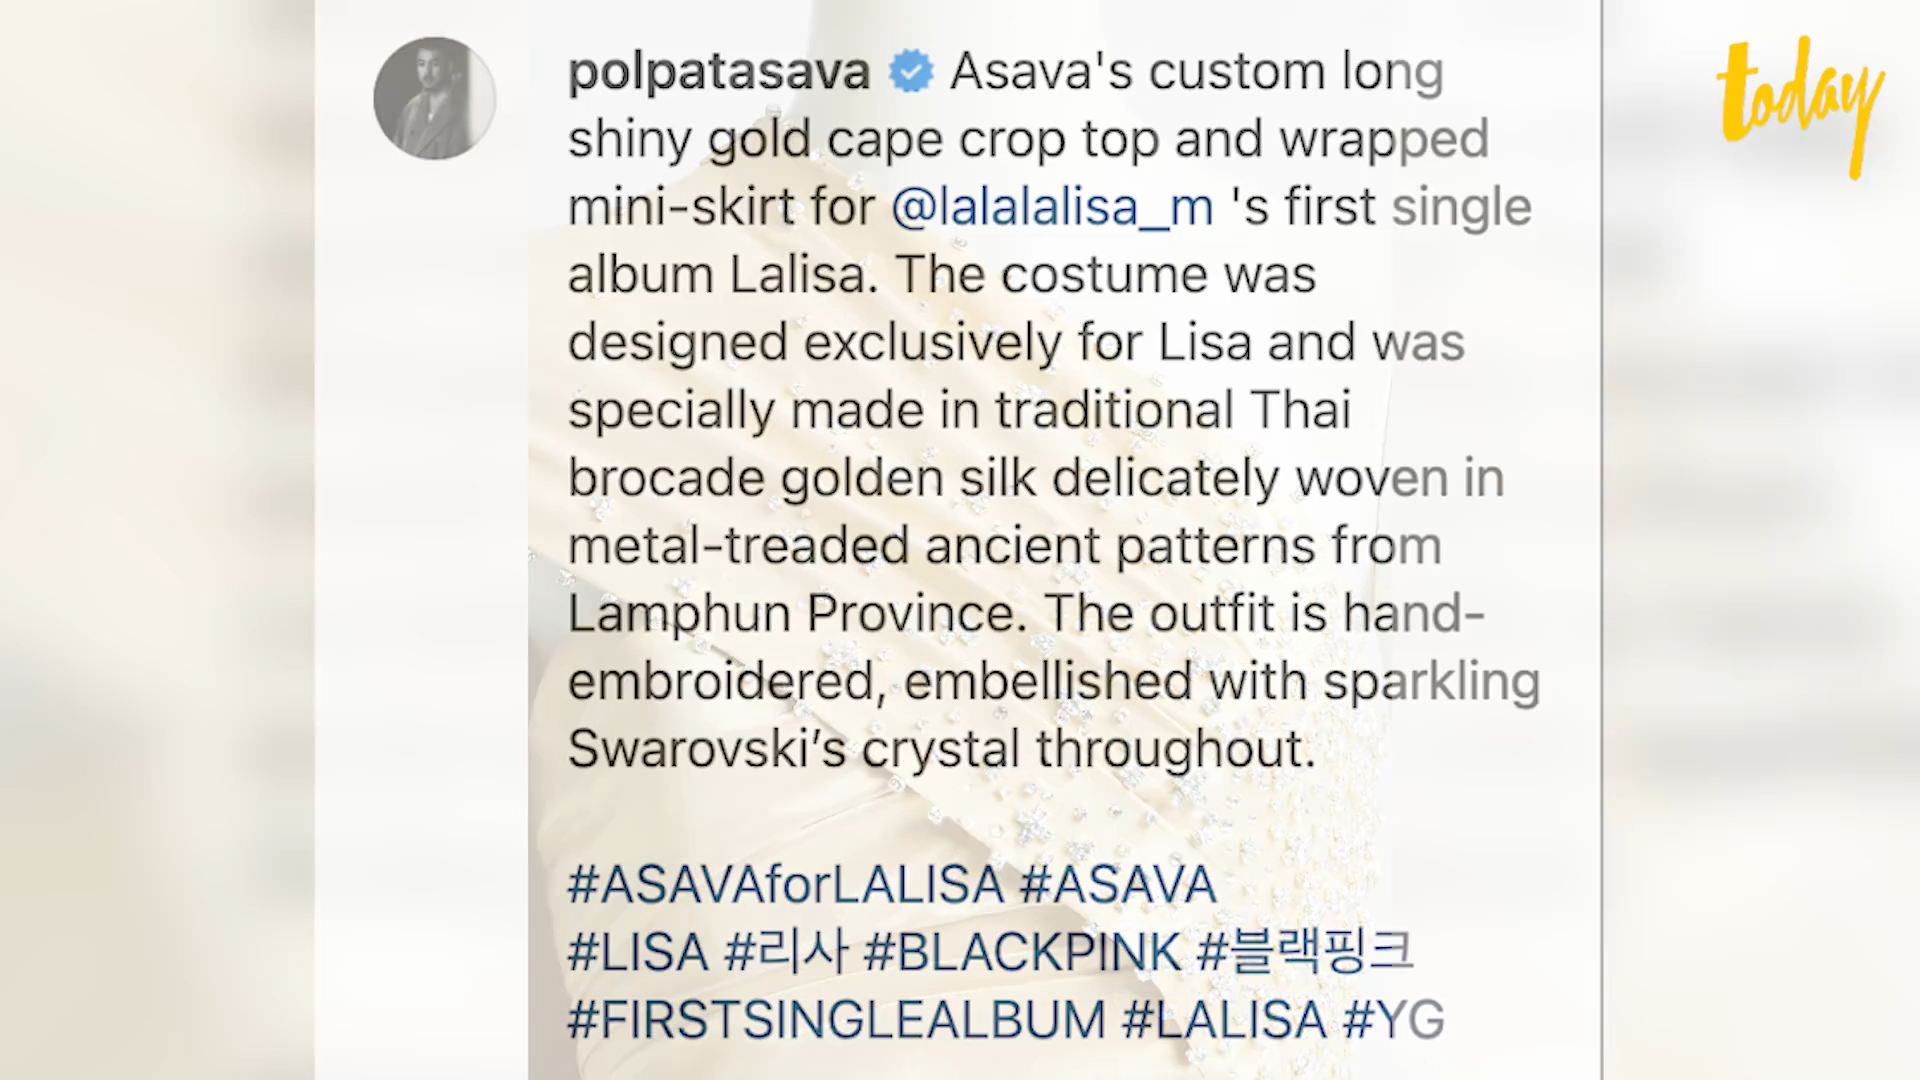 polpatasava Asava's custom long
shiny gold cape crop top and wrapped
mini-skirt for @lalalalisa_m 's first single
album Lalisa. The costume was
designed exclusively for Lisa and was
specially made in traditional Thai
brocade golden silk delicately woven in
metal-treaded ancient patterns from
Lamphun Province. The outfit is hand-
embroidered, embellished with sparkling
Swarovski’s crystal throughout.
#ASAVAforLALISA #ASAVA
#LISA #리사 #BLACKPINK #블랙핑크
#FIRSTSINGLEALBUM #LALISA #YG
today